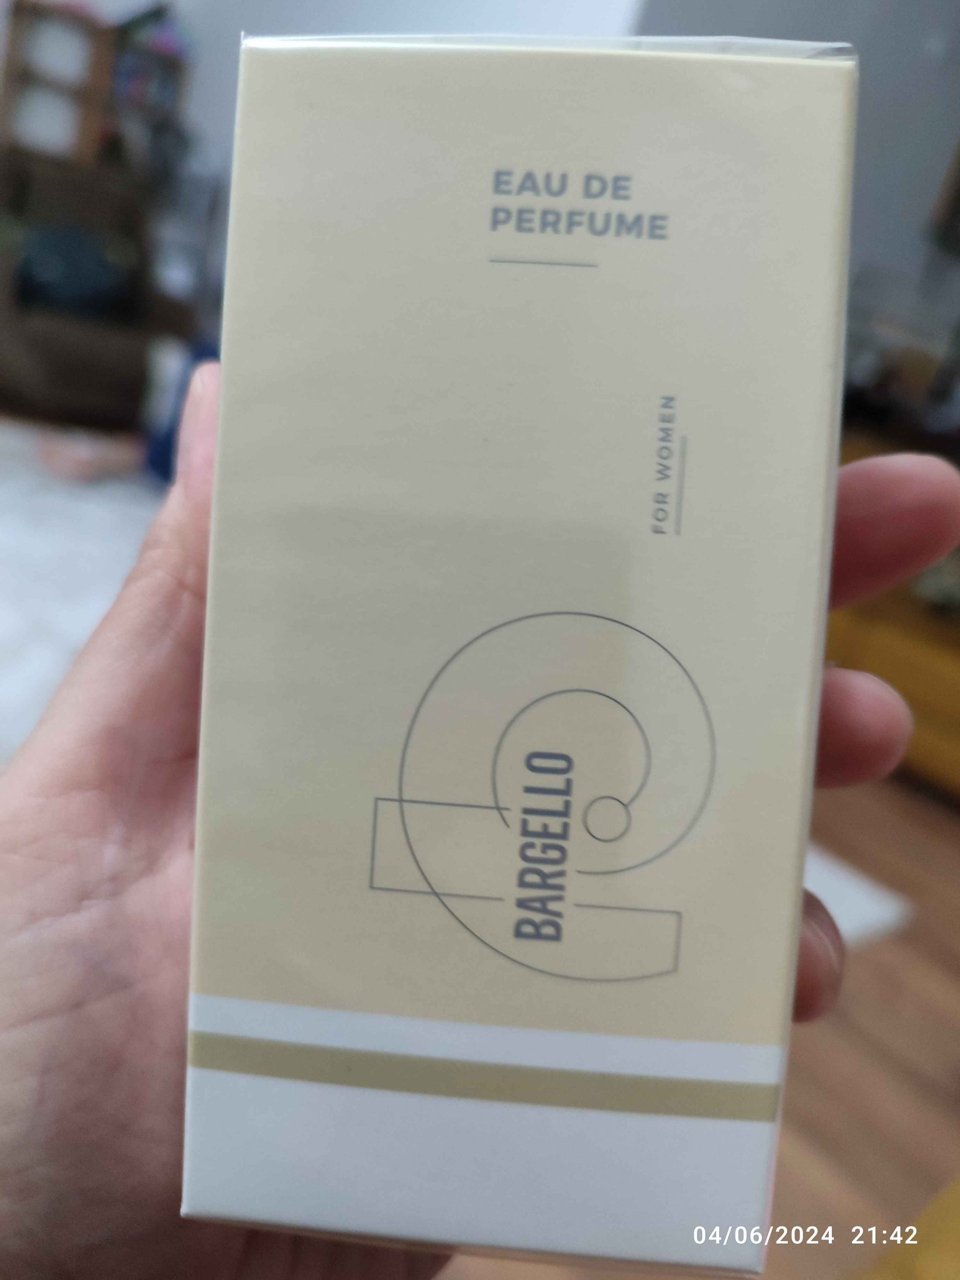 EAU DE
PERFUME
FOR WOMEN
BARGELLO
04/06/2024 21:42